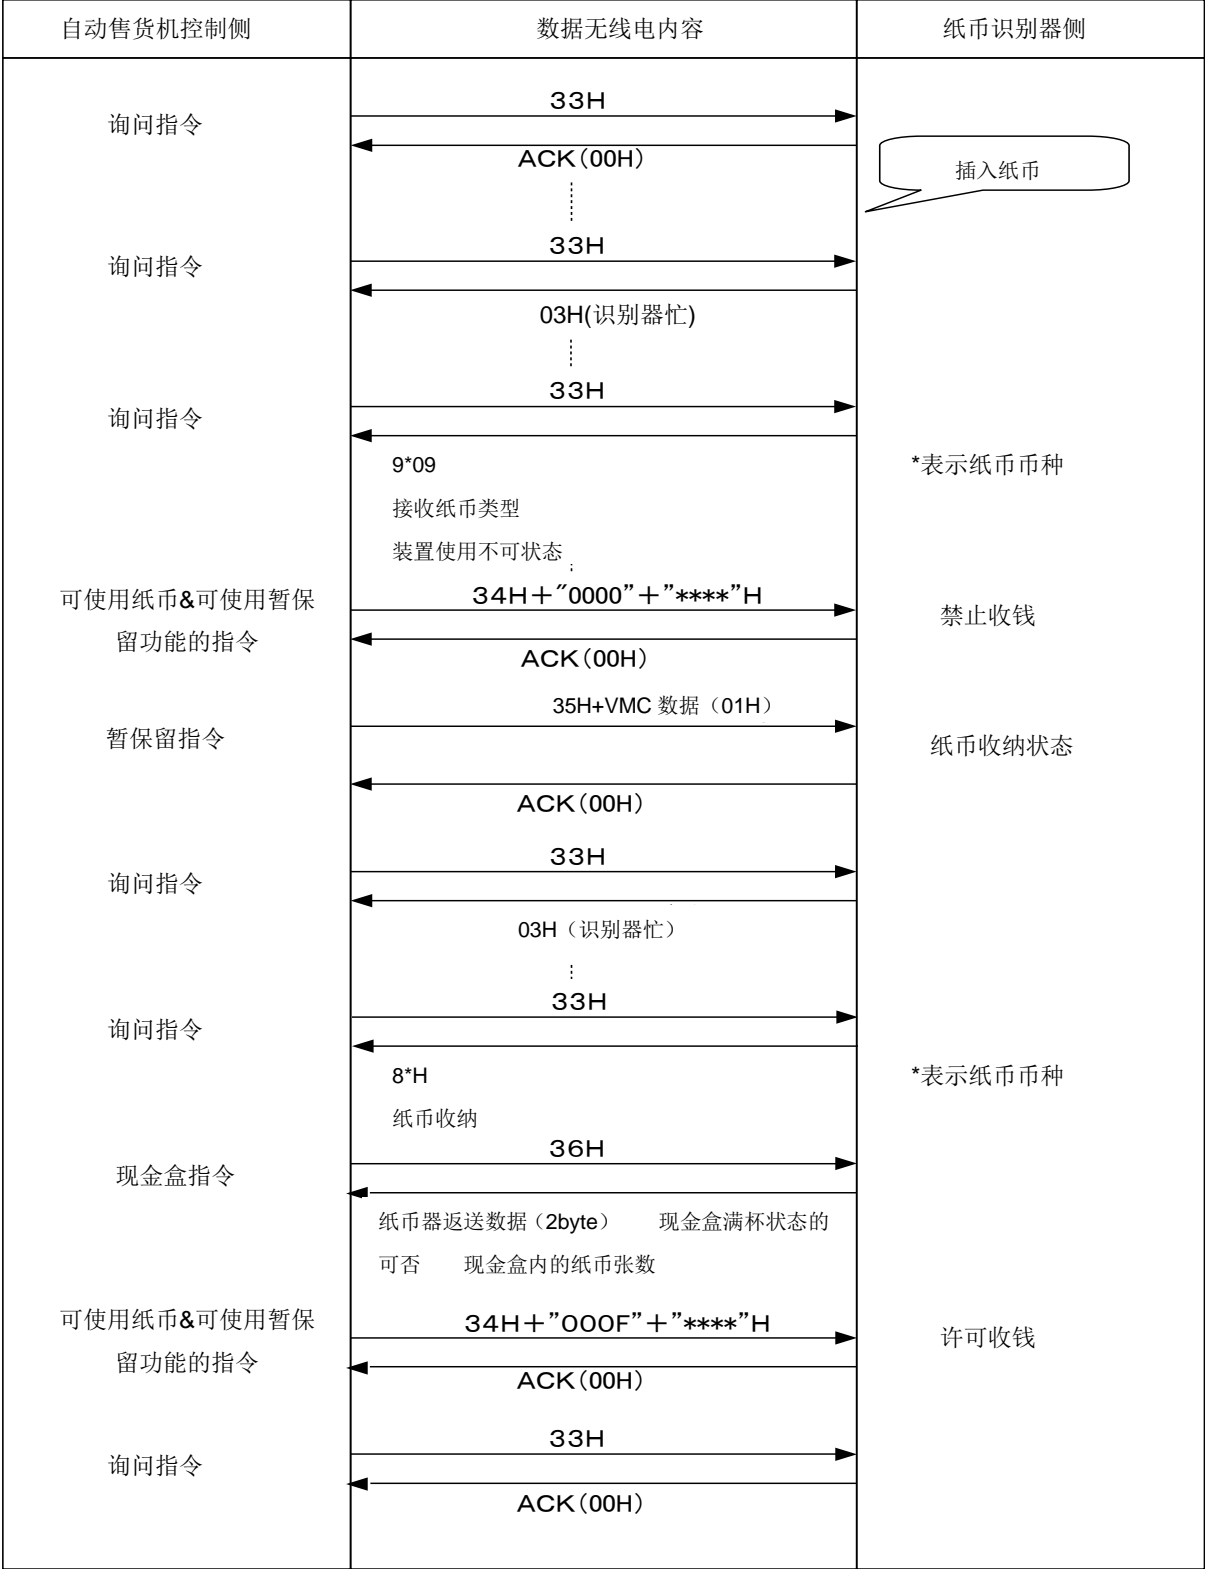 自动售货机控制侧
数据无线电内容
纸币识别器侧
33H
询问指令
ACK(00H)
插入纸币
33H
询问指令
03H(识别器忙)
33H
询问指令
9*09
*表示纸币币种
接收纸币类型
装置使用不可状态
可使用纸币&可使用暂保
留功能的指令
34H＋″0000”＋”****”H
禁止收钱
ACK(00H)
35H+VMC 数据（01H）
暂保留指令
纸币收纳状态
ACK(00H)
33H
询问指令
03H（识别器忙）
33H
询问指令
8*H
*表示纸币币种
纸币收纳
36H
现金盒指令
纸币器返送数据（2byte） 现金盒满杯状态的
可否 现金盒内的纸币张数
可使用纸币&可使用暂保
留功能的指令
34H＋”000F”＋”****”H
许可收钱
ACK(00H)
33H
询问指令
ACK(00H)